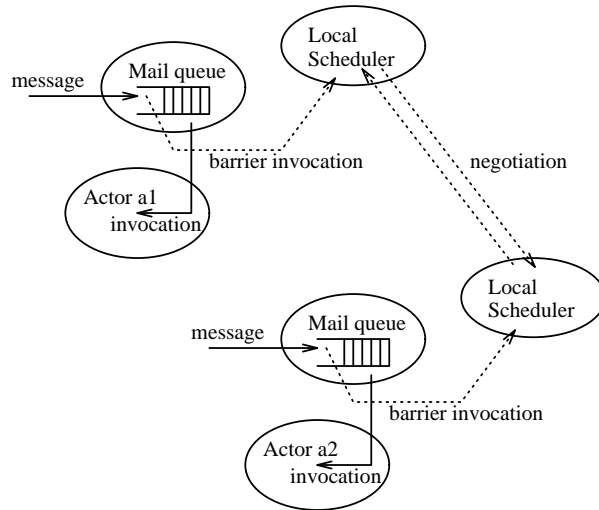 Local
Scheduler
Mail queue
message
barrier invocation
negotiation
Actor a1
invocation
Local
Scheduler
Mail queue
message
barrier invocation
Actor a2
invocation